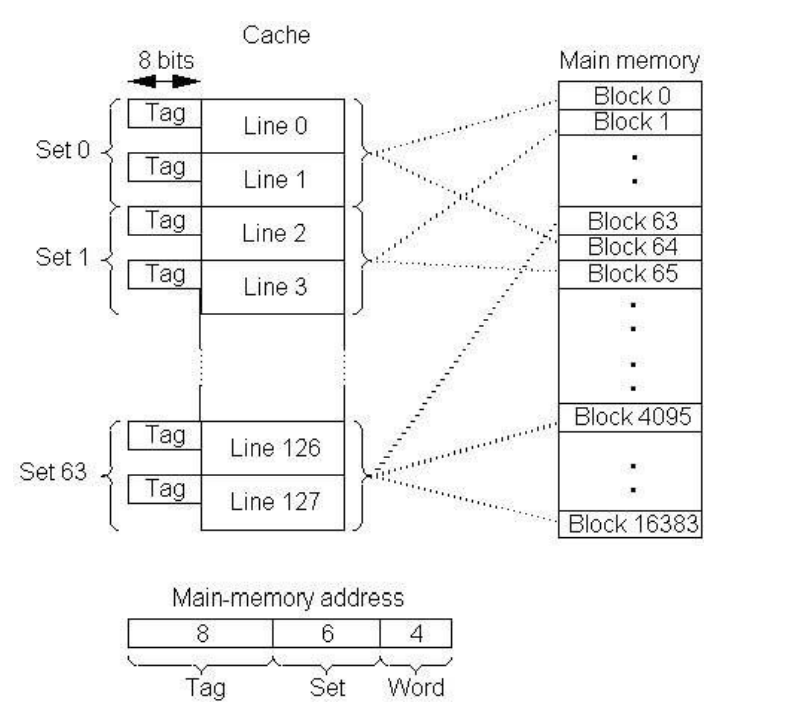 Cache
8 bits
Main memory
Tag
Line 0
Block 0
Block 1
Set 0
Tag
Line 1
Tag
Line 2
Block 63
Set 1
Block 64
Tag
Line 3
Block 65
Tag
Line 126
Block 4095
Set 63
Tag
Line 127
Block 16383
Main-memory address
8 6 4
Tag Set Word